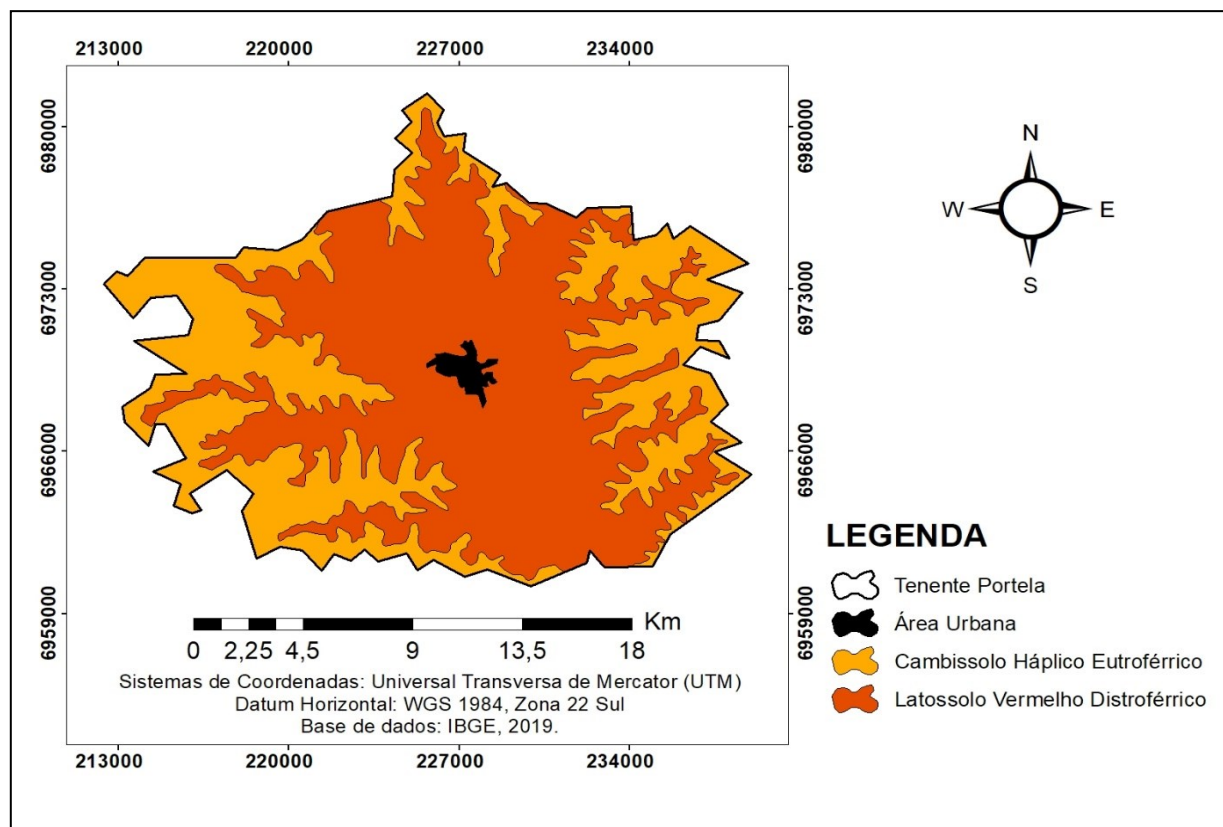 213000 220000 227000 234000
6980000 6980000
6973000 6973000
6966000 6966000
6959000 6959000
N
W E
S
Km
0 2,25 4,5 9 13,5 18
Sistemas de Coordenadas: Universal Transversa de Mercator (UTM)
Datum Horizontal: WGS 1984, Zona 22 Sul
Base de dados: IBGE, 2019.
213000 220000 227000 234000
LEGENDA
Tenente Portela
Área Urbana
Cambissolo Háplico Eutroférrico
Latossolo Vermelho Distroférrico